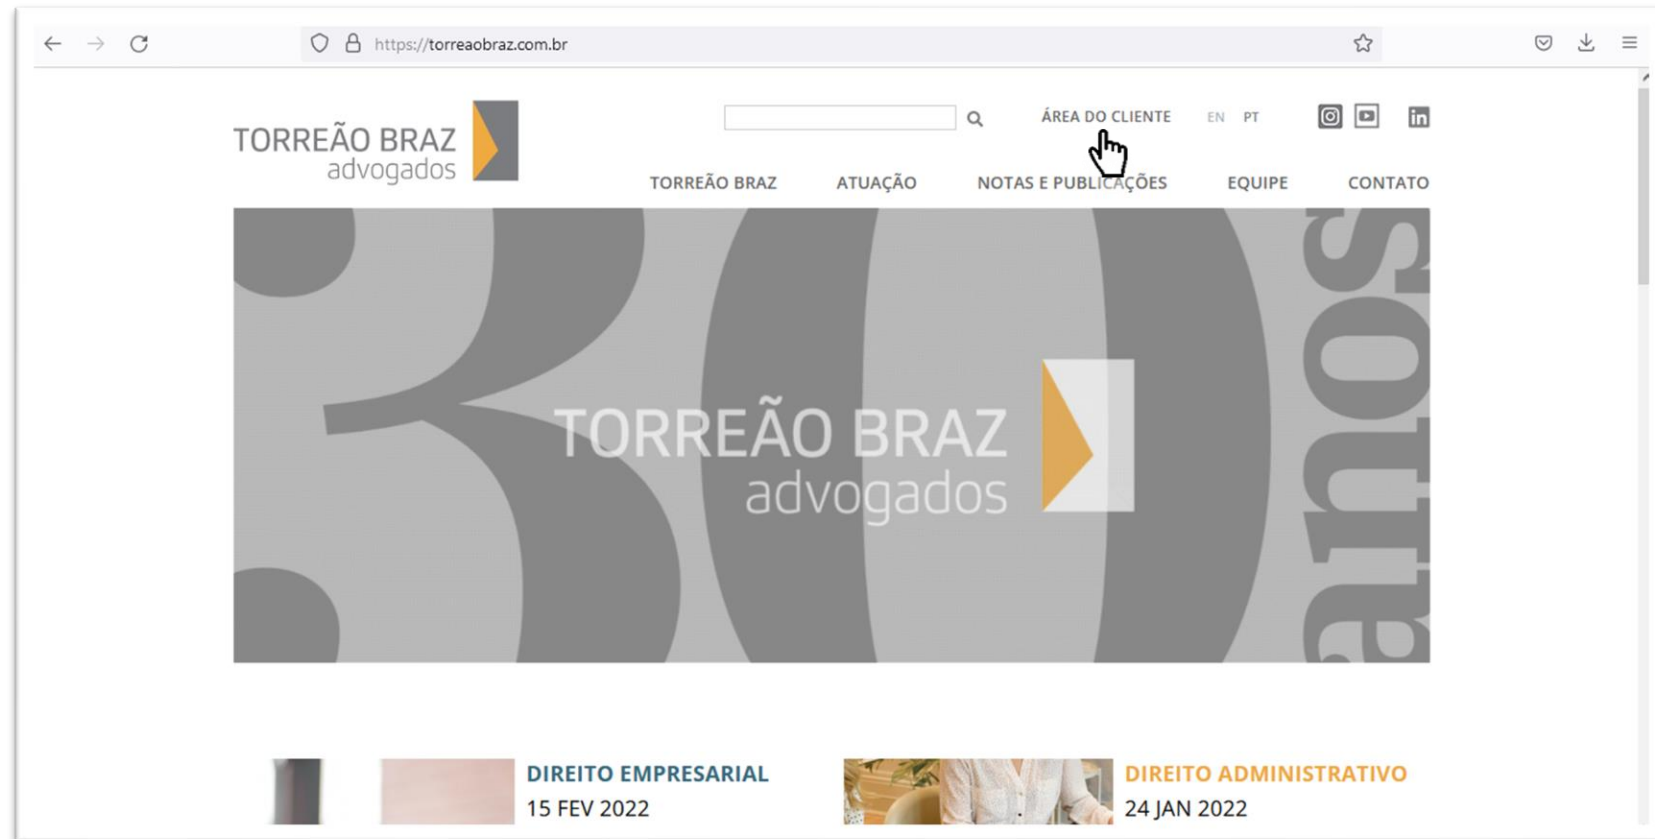 https://torreaobraz.com.br
TORREÃO BRAZ
advogados
ÁREA DO CLIENTE
EN PT
in
TORREÃO BRAZ ATUAÇÃO NOTAS E PUBLICAÇÕES EQUIPE CONTATO
30 anos
TORREÃO BRAZ
advogados
DIREITO EMPRESARIAL
15 FEV 2022
DIREITO ADMINISTRATIVO
24 JAN 2022